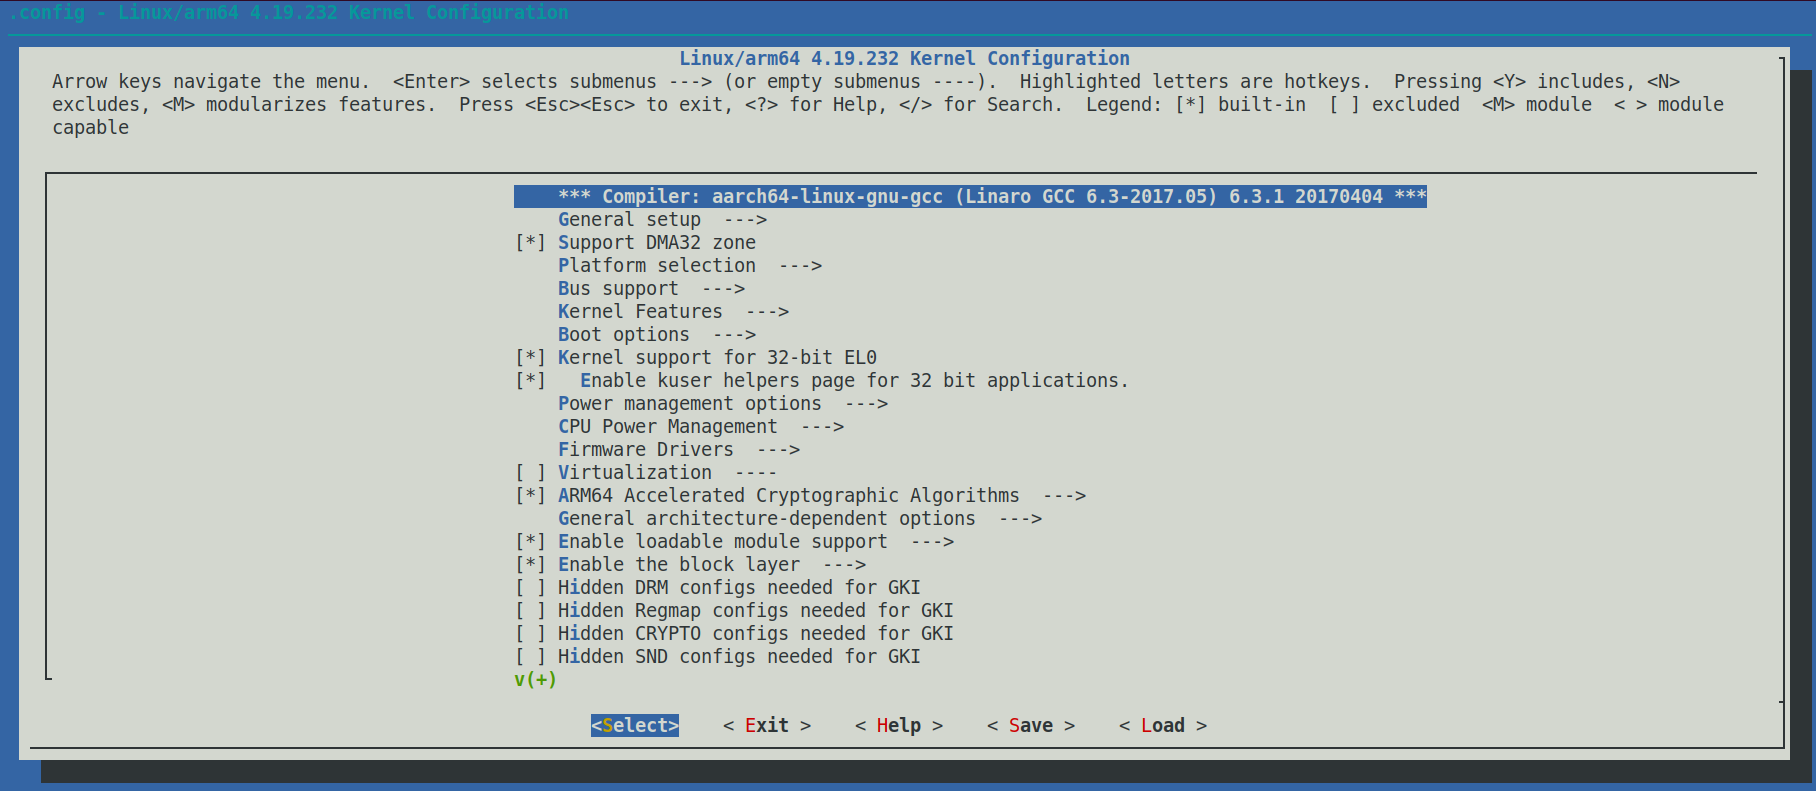 .config - Linux/arm64 4.19.232 Kernel Configuration
Linux/arm64 4.19.232 Kernel Configuration
Arrow keys navigate the menu.  <Enter> selects submenus ---> (or empty submenus ----).  Highlighted letters are hotkeys.  Pressing <Y> includes, <N>
excludes, <M> modularizes features.  Press <Esc><Esc> to exit, <?> for Help, </> for Search.  Legend: [*] built-in  [ ] excluded  <M> module  < > module
capable
*** Compiler: aarch64-linux-gnu-gcc (Linaro GCC 6.3-2017.05) 6.3.1 20170404 ***
General setup  --->
[*] Support DMA32 zone
Platform selection  --->
Bus support  --->
Kernel Features  --->
Boot options  --->
[*] Kernel support for 32-bit EL0
[*]   Enable kuser helpers page for 32 bit applications.
Power management options  --->
CPU Power Management  --->
Firmware Drivers  --->
[ ] Virtualization  ----
[*] ARM64 Accelerated Cryptographic Algorithms  --->
General architecture-dependent options  --->
[*] Enable loadable module support  --->
[*] Enable the block layer  --->
[ ] Hidden DRM configs needed for GKI
[ ] Hidden Regmap configs needed for GKI
[ ] Hidden CRYPTO configs needed for GKI
[ ] Hidden SND configs needed for GKI
v(+)
<Select>    < Exit >    < Help >    < Save >    < Load >